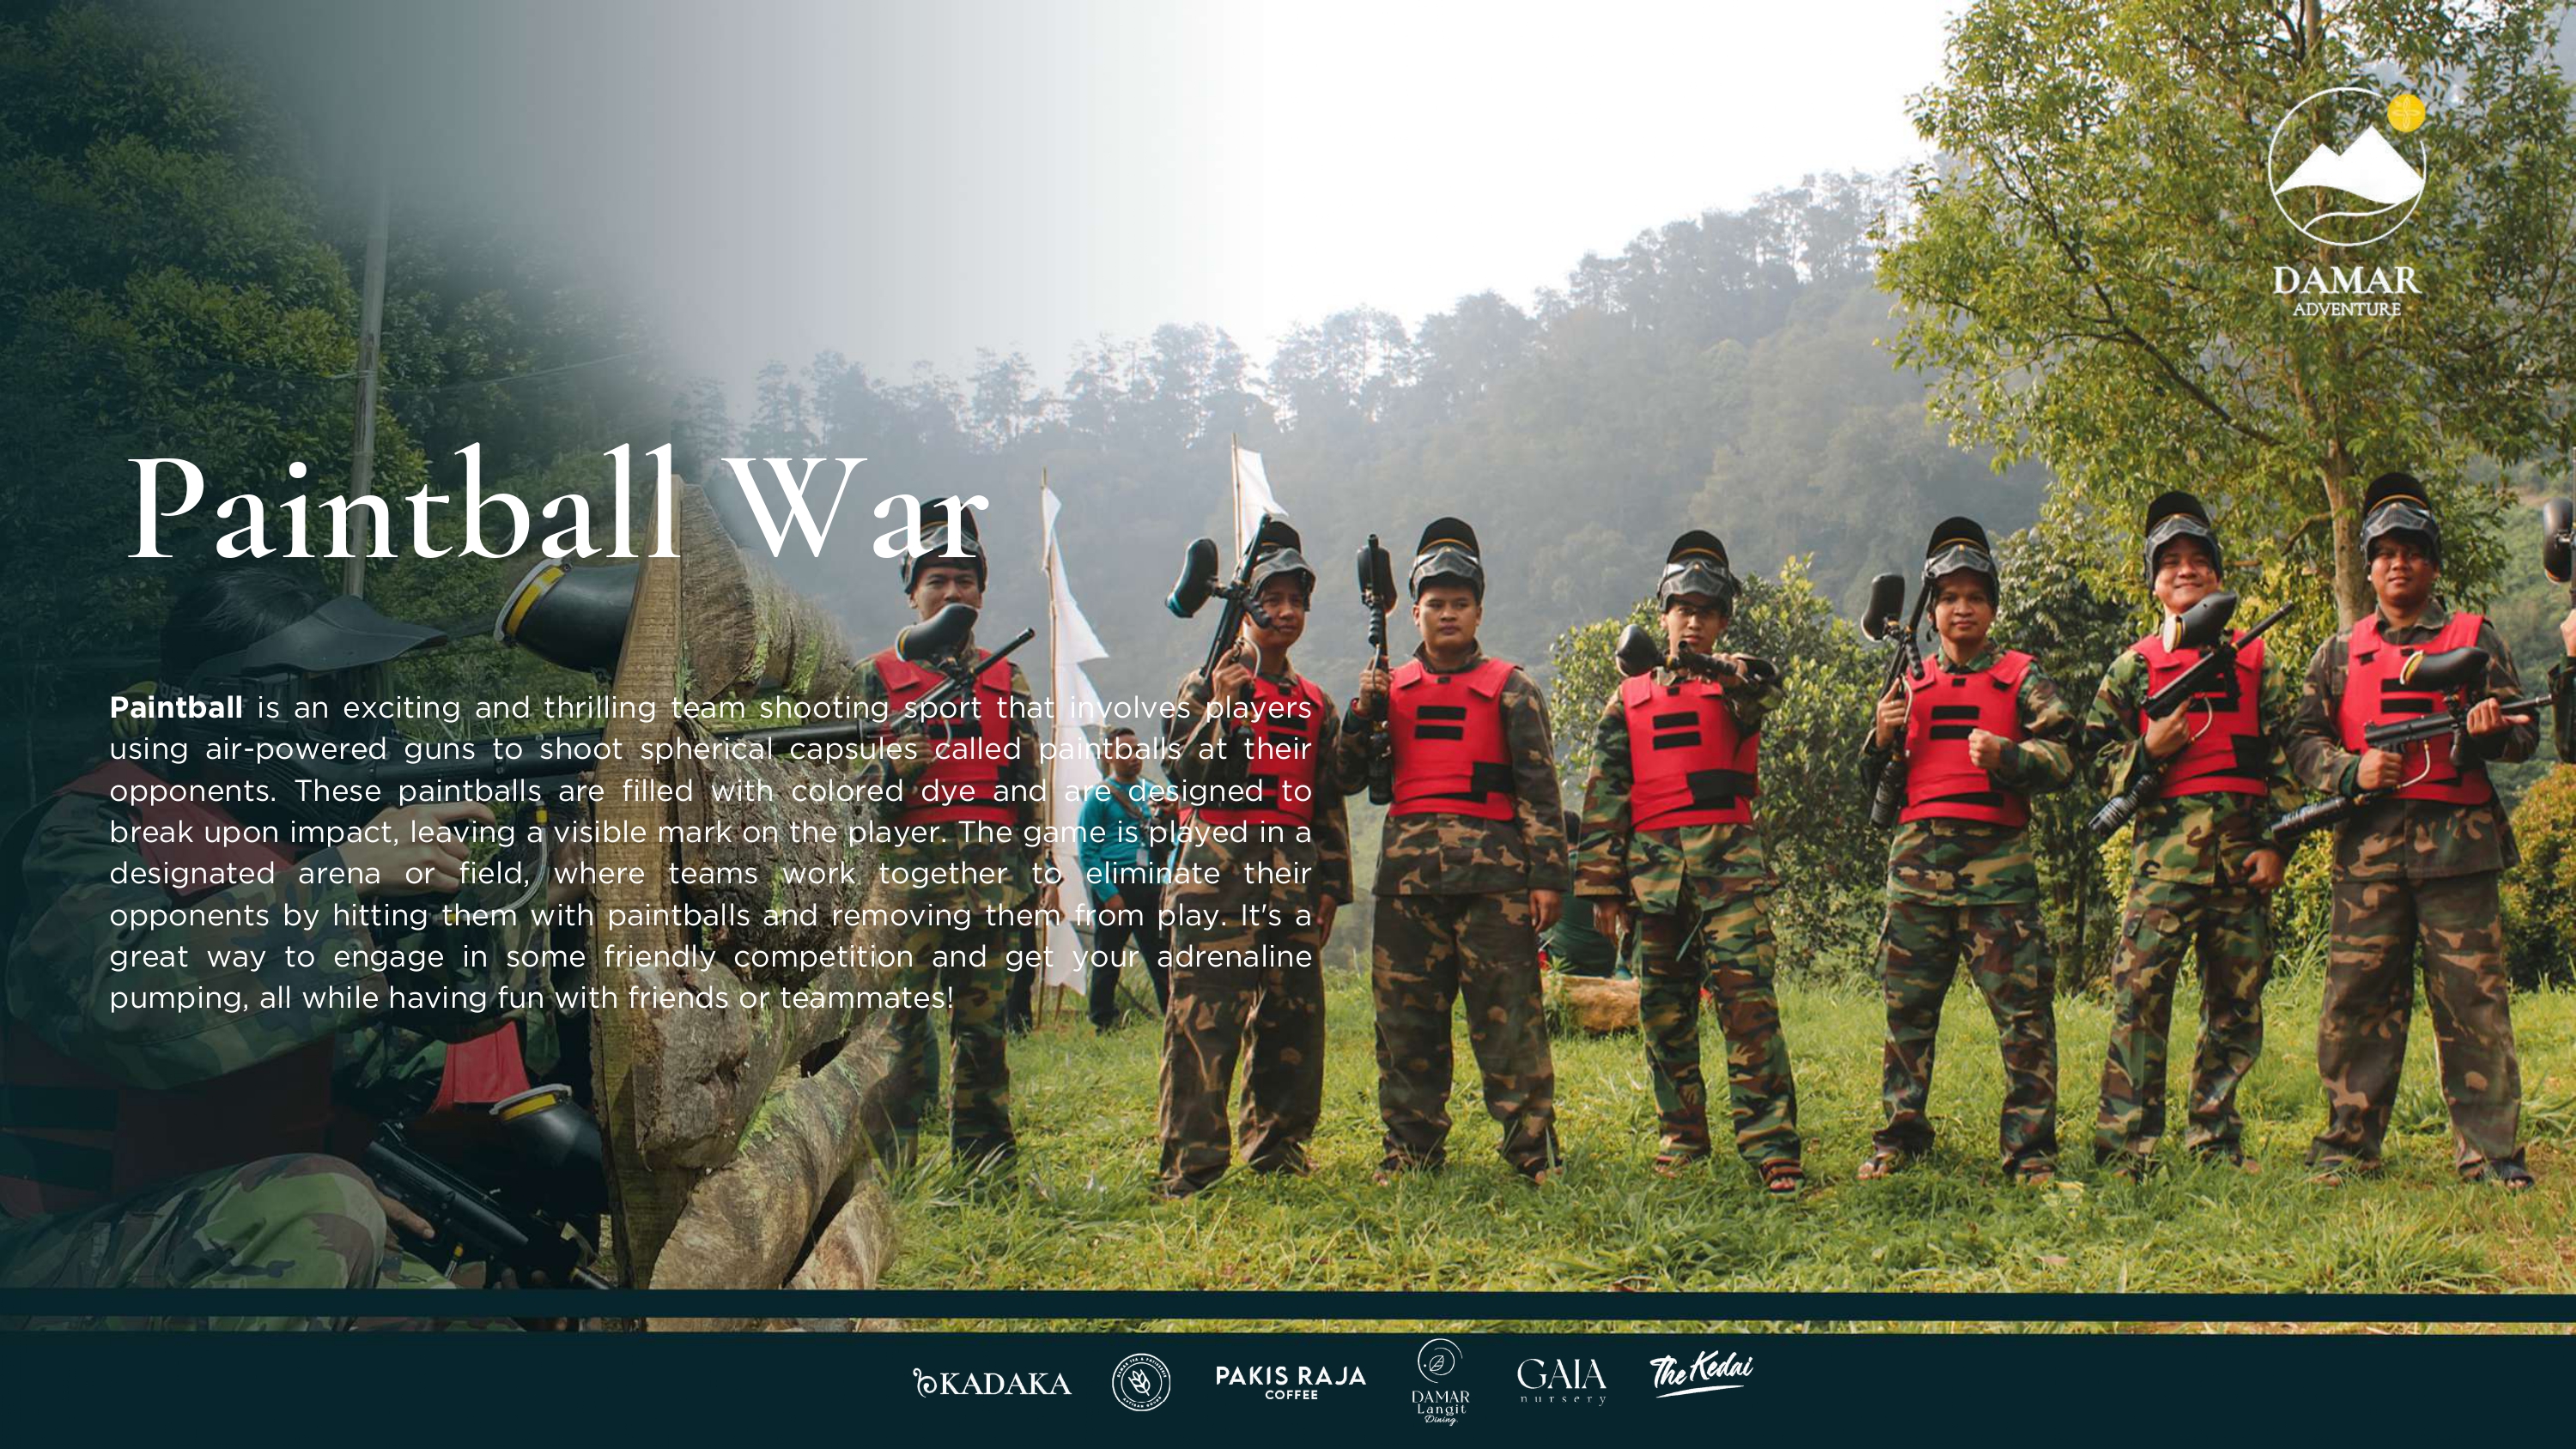 DAMAR
ADVENTURE
Paintball War
Paintball is an exciting and thrilling team shooting sport that involves players
using air-powered guns to shoot spherical capsules called paintballs at their
opponents. These paintballs are filled with colored dye and are designed to
break upon impact, leaving a visible mark on the player. The game is played in a
designated arena or field, where teams work together to eliminate their
opponents by hitting them with paintballs and removing them from play. It's a
great way to engage in some friendly competition and get your adrenaline
pumping, all while having fun with friends or teammates!
KADAKA
PAKIS RAJA
COFFEE
DAMAR
Langit
Dining.
GAIA
nursery
The Kedai